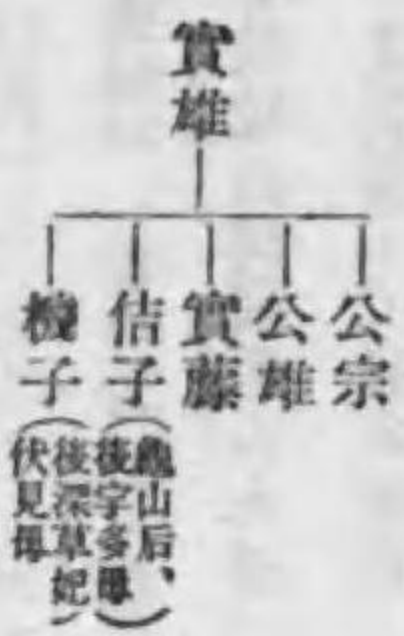 實雄
公宗
公雄
實藤
佶子(龜山后、
後宇多母)
機子(後深草妃
伏見母)